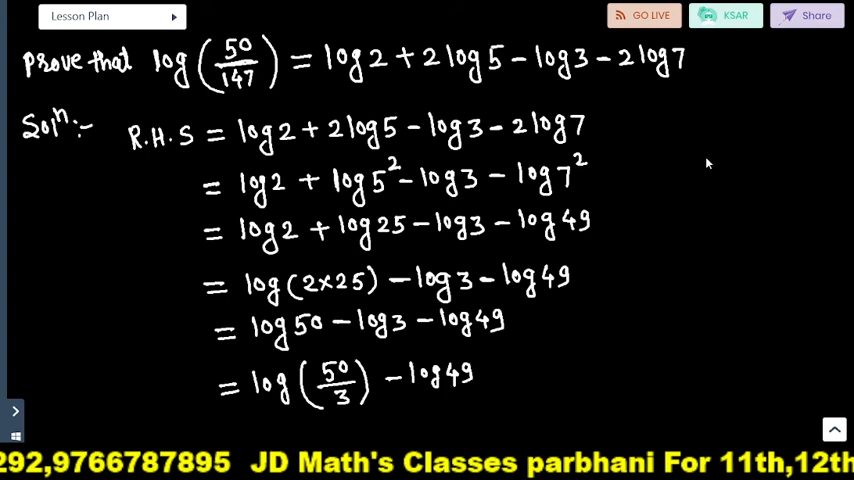 Lesson Plan
GO LIVE
KSAR
Share
prove that log(50/147) = log2 + 2log5 - log3 - 2log7
Solⁿ:-
R.H.S = log2 + 2log5 - log3 - 2log7
= log2 + log5² - log3 - log7²
= log2 + log25 - log3 - log49
= log(2×25) - log3 - log49
= log50 - log3 - log49
= log(50/3) - log49
292,9766787895 JD Math's Classes parbhani For 11th,12th